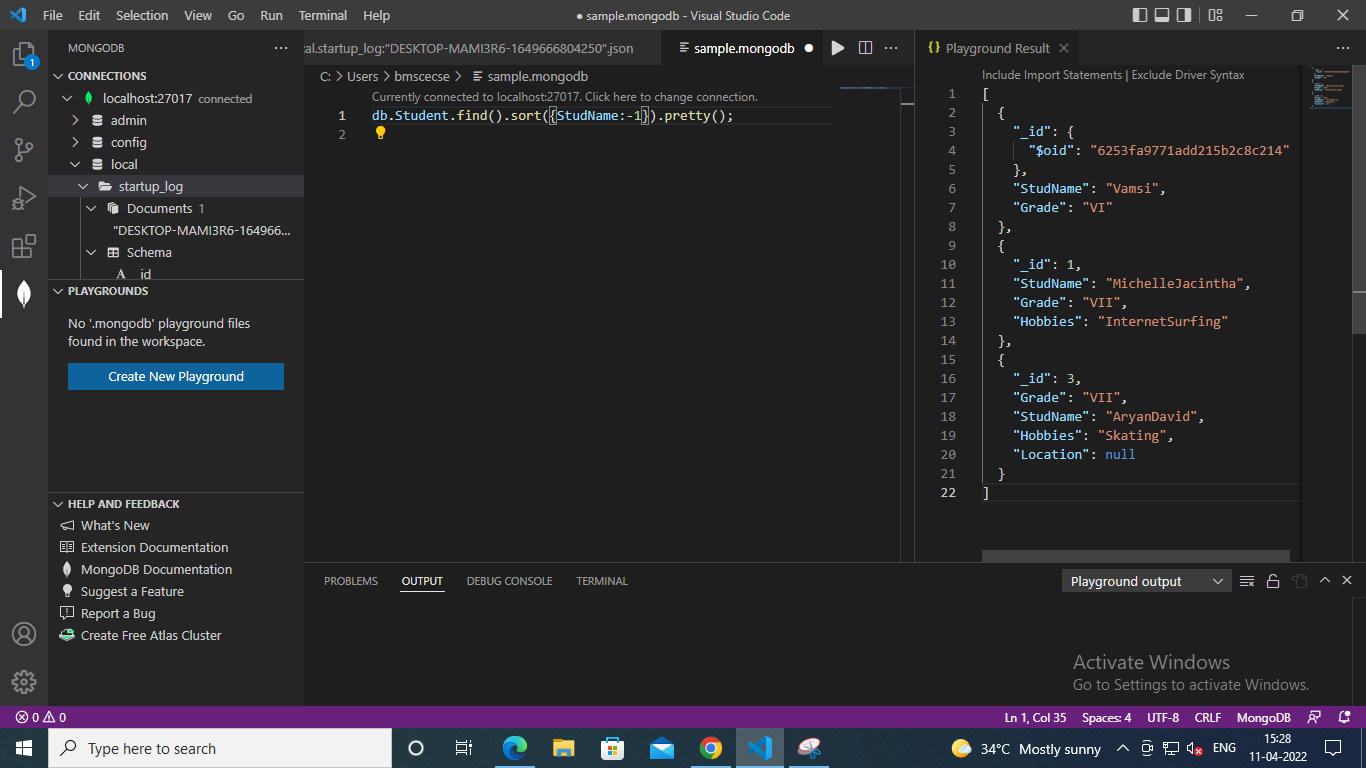 File Edit Selection View Go Run Terminal Help
● sample.mongodb - Visual Studio Code
1
MONGODB
CONNECTIONS
localhost:27017 connected
admin
config
local
startup_log
Documents 1
"DESKTOP-MAMI3R6-164966...
Schema
A id
PLAYGROUNDS
No '.mongodb' playground files
found in the workspace.
Create New Playground
HELP AND FEEDBACK
What's New
Extension Documentation
MongoDB Documentation
Suggest a Feature
Report a Bug
Create Free Atlas Cluster
cal.startup_log:"DESKTOP-MAMI3R6-1649666804250".json
sample.mongodb
C: > Users > bmscecse > sample.mongodb
Currently connected to localhost:27017. Click here to change connection.
1 db.Student.find().sort({StudName:-1}).pretty();
2
{} Playground Result
Include Import Statements | Exclude Driver Syntax
1 [
2 {
3 "_id": {
4 "$oid": "6253fa9771add215b2c8c214"
5 },
6 "StudName": "Vamsi",
7 "Grade": "VI"
8 },
9 {
10 "_id": 1,
11 "StudName": "MichelleJacintha",
12 "Grade": "VII",
13 "Hobbies": "InternetSurfing"
14 },
15 {
16 "_id": 3,
17 "Grade": "VII",
18 "StudName": "AryanDavid",
19 "Hobbies": "Skating",
20 "Location": null
21 }
22 ]
PROBLEMS OUTPUT DEBUG CONSOLE TERMINAL
Playground output
Activate Windows
Go to Settings to activate Windows.
0 0
Ln 1, Col 35 Spaces: 4 UTF-8 CRLF MongoDB
Type here to search
34°C Mostly sunny
ENG
15:28
11-04-2022